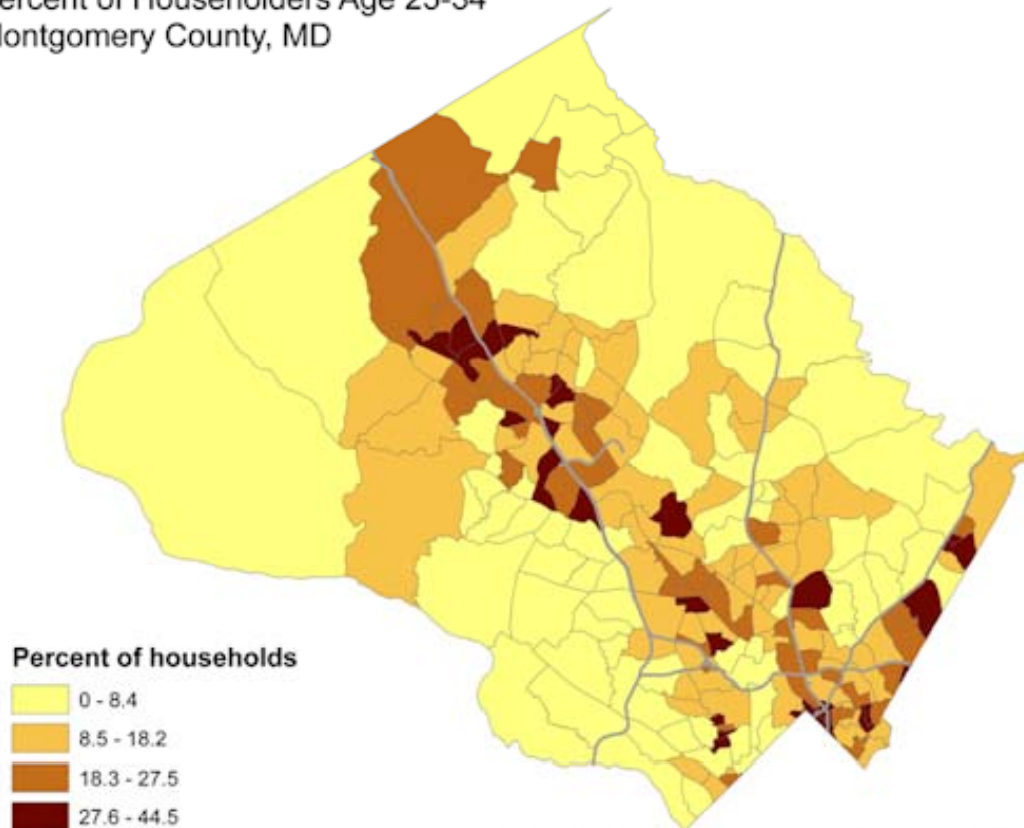 ercent of Householders Age 25-34
ontgomery County, MD
Percent of households
0 - 8.4
8.5 - 18.2
18.3 - 27.5
27.6 - 44.5